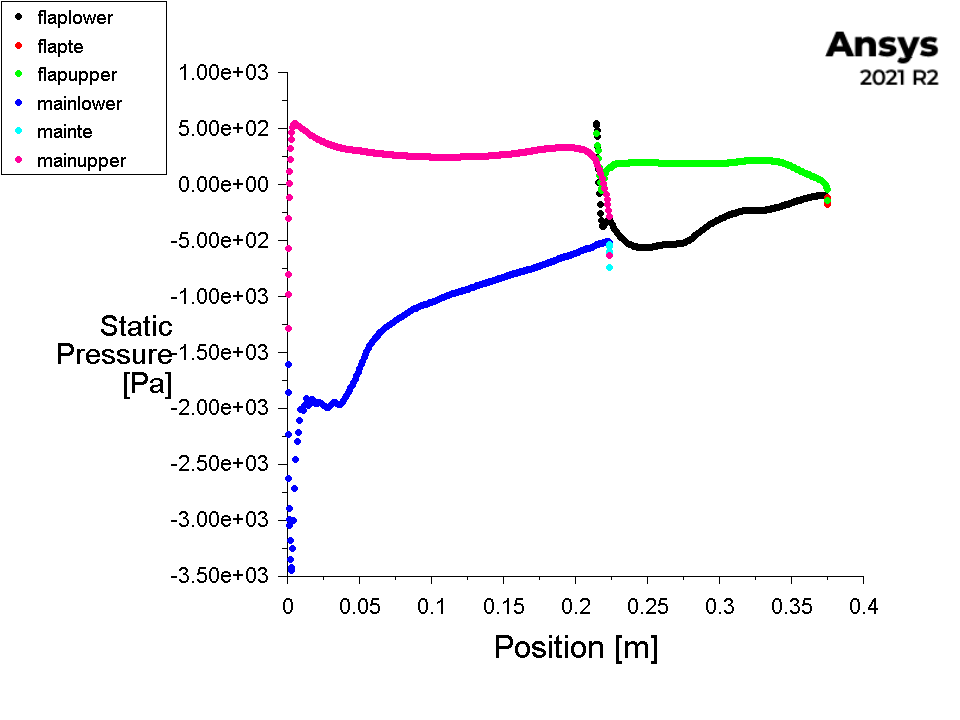 flaplower
flapte
flapupper
mainlower
mainte
mainupper
Ansys
2021 R2
1.00e+03
5.00e+02
0.00e+00
-5.00e+02
-1.00e+03
-1.50e+03
-2.00e+03
-2.50e+03
-3.00e+03
-3.50e+03
Static
Pressure
[Pa]
0 0.05 0.1 0.15 0.2 0.25 0.3 0.35 0.4
Position [m]